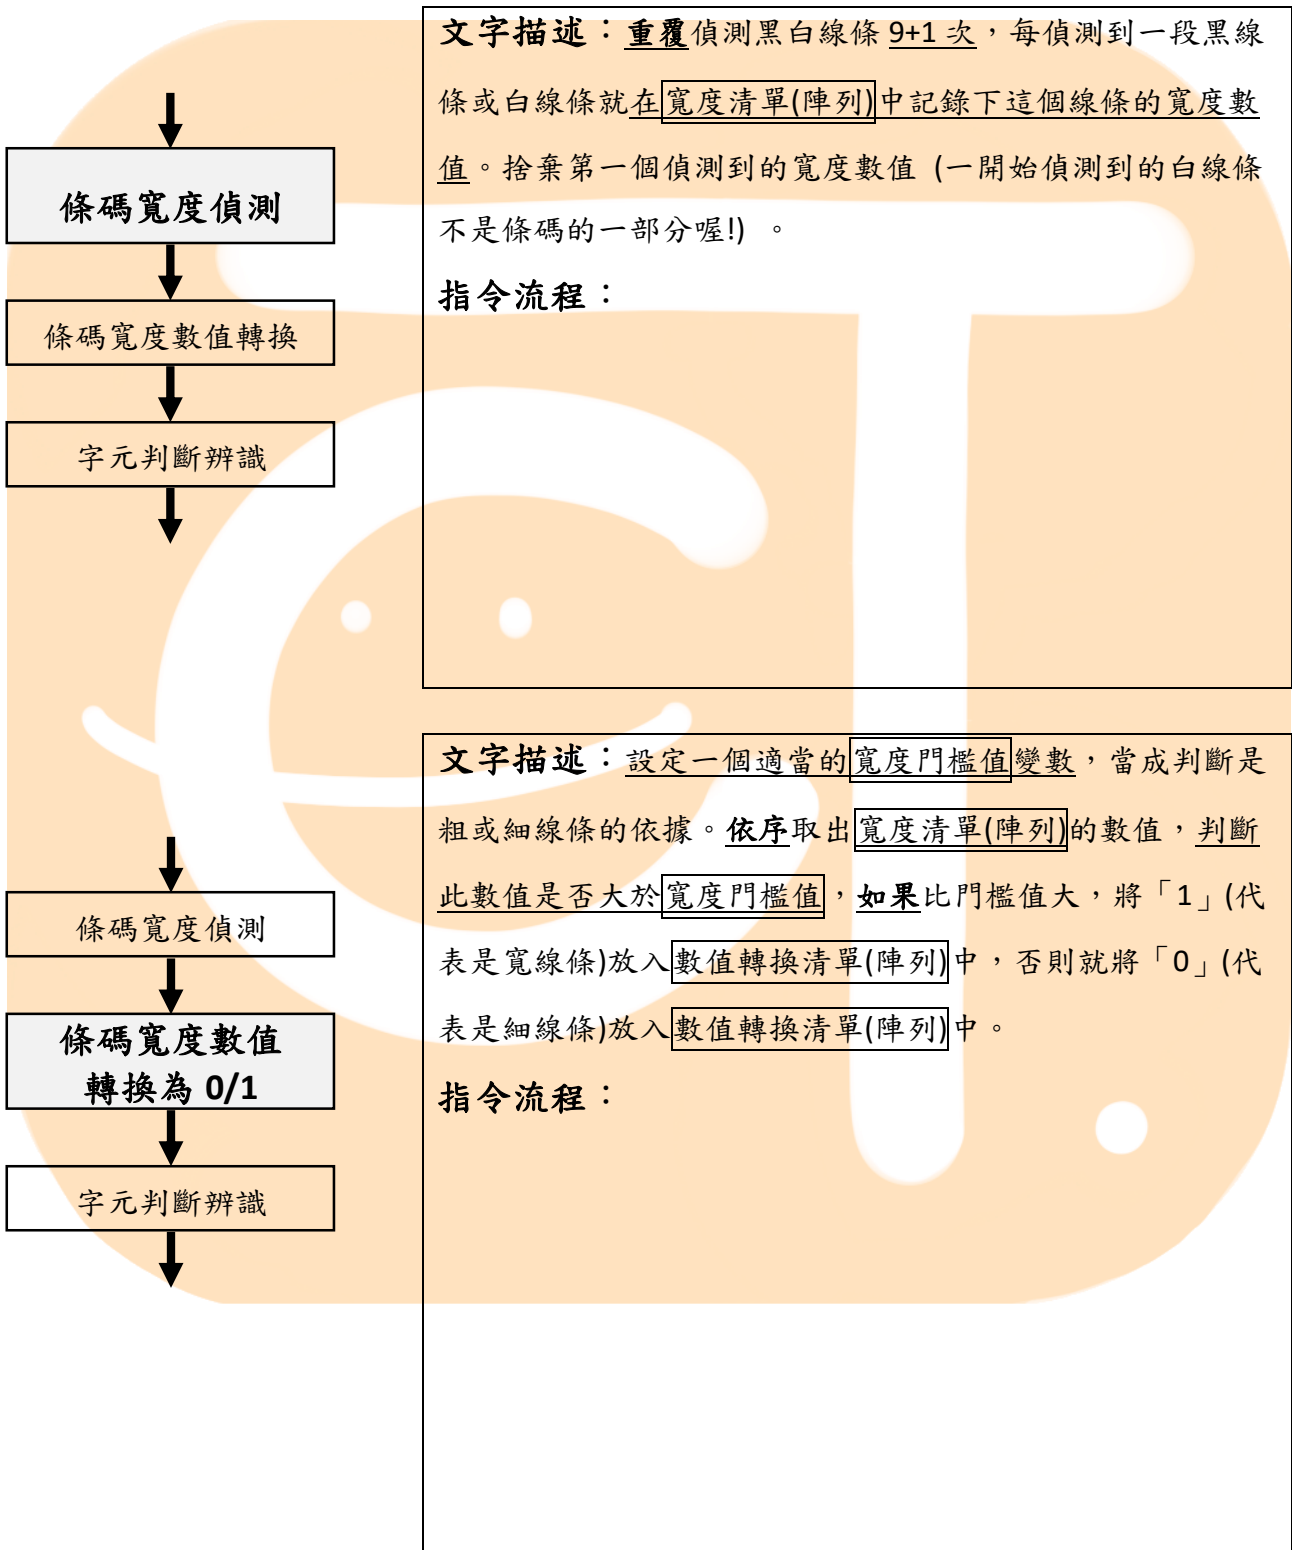 文字描述：重覆偵測黑白線條 9+1 次，每偵測到一段黑線
條或白線條就在寬度清單(陣列)中記錄下這個線條的寬度數
值。捨棄第一個偵測到的寬度數值 (一開始偵測到的白線條
不是條碼的一部分喔!) 。
指令流程：
條碼寬度偵測
條碼寬度數值轉換
字元判斷辨識
文字描述：設定一個適當的寬度門檻值變數，當成判斷是
粗或細線條的依據。依序取出寬度清單(陣列)的數值，判斷
此數值是否大於寬度門檻值，如果比門檻值大，將「1」(代
表是寬線條)放入數值轉換清單(陣列)中，否則就將「0」(代
表是細線條)放入數值轉換清單(陣列)中。
指令流程：
條碼寬度偵測
條碼寬度數值
轉換為 0/1
字元判斷辨識